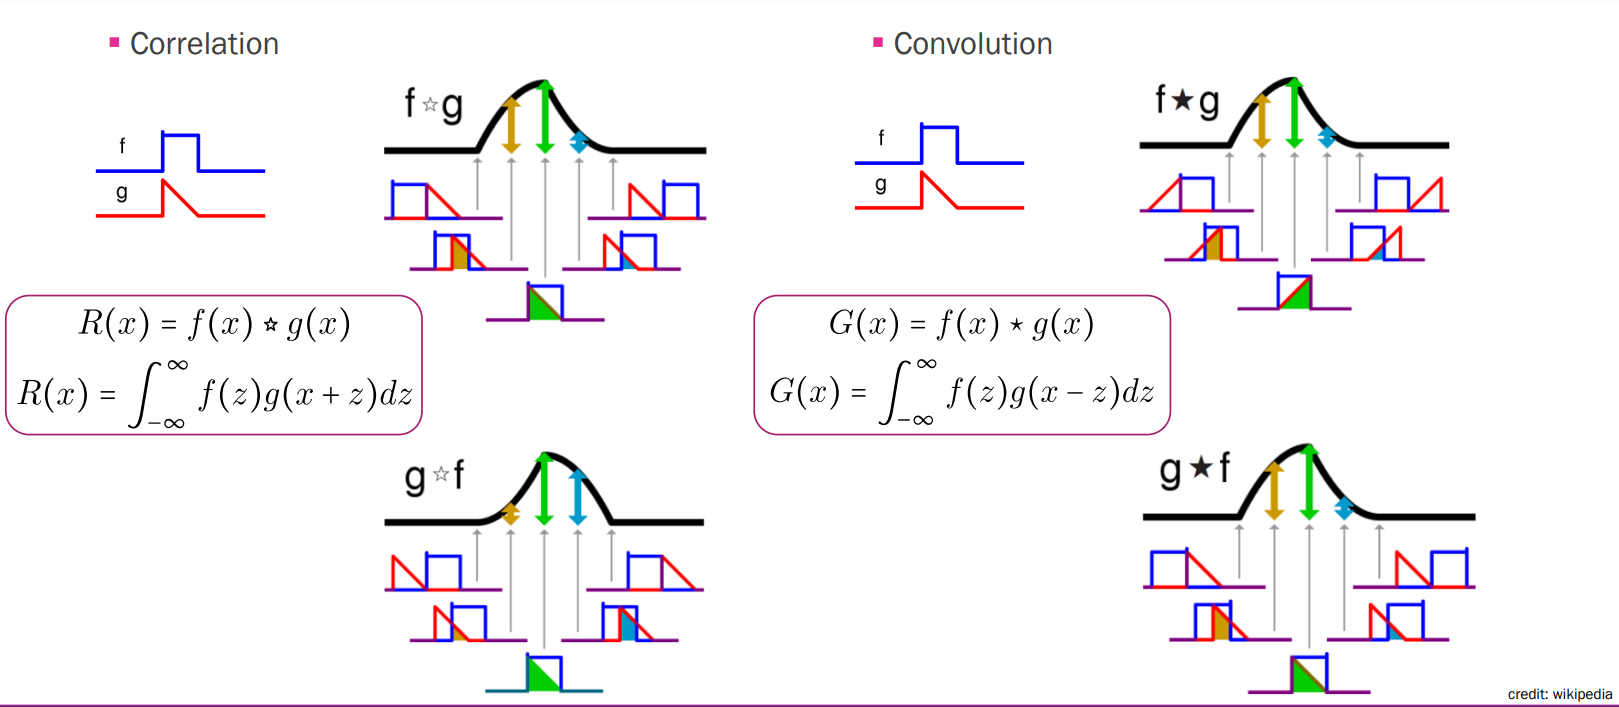 ▪ Correlation
f☆g
f
g
R(x) = f(x) ☆ g(x)
R(x) = ∫_{-∞}^{∞} f(z)g(x + z)dz
g☆f
▪ Convolution
f★g
f
g
G(x) = f(x) ⋆ g(x)
G(x) = ∫_{-∞}^{∞} f(z)g(x − z)dz
g★f
credit: wikipedia